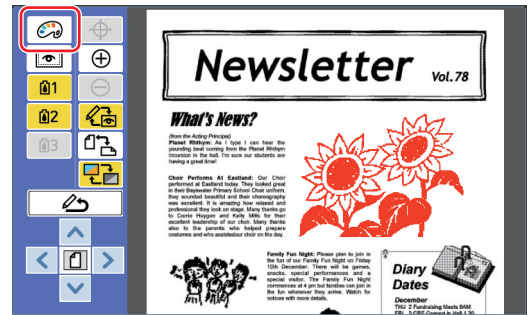 1
2
3
Newsletter Vol. 78
What's News?
(from the Acting Principal)
Planet Rhthym: As I type I can hear the
pounding beat coming from the Planet Rhthym
Incursion in the hall. I'm sure our students are
having a great time!
Choir Performs At Eastland: Our Choir
performed at Eastland today. They looked great
in their Bayswater Primary School Choir uniform,
they sounded beautiful and their choreography
was excellent. It is amazing how relaxed and
professional they look on stage. Many thanks go
to Corrie Huygen and Kelly Mills for their
excellent leadership of our choir. Many thanks
also to the parents who helped prepare
costumes and who assistedour choir on the day.
Family Fun Night: Please plan to join in
the fun of our Family Fun Night on Friday
10th December. There will be games,
snacks, special performances and a
special visitor. The Family Fun Night
commences at 4 pm but families can join in
the fun whenever they arrive. Watch for
notices with more details.
Diary
Dates
December
THU 2 Fundraising Meets 9AM